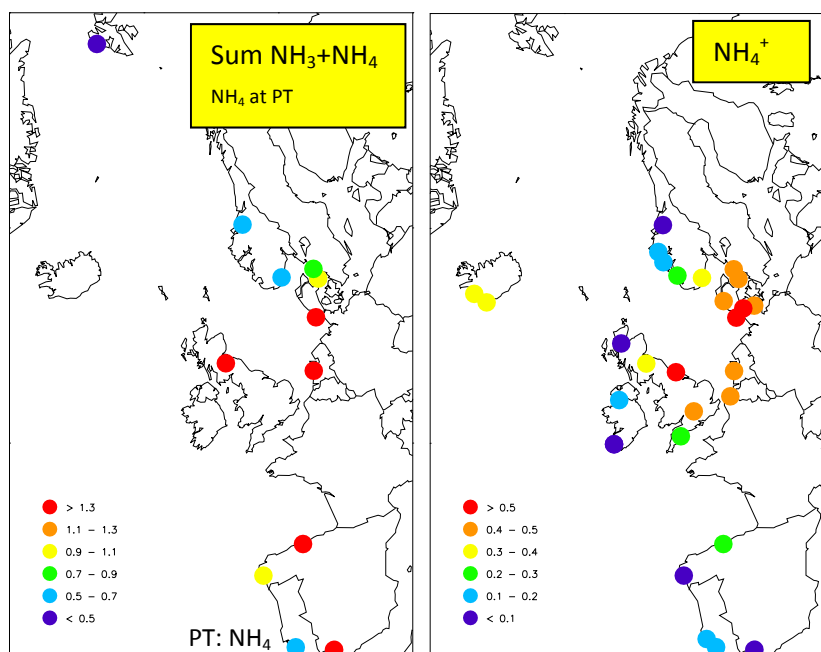 Sum NH₃+NH₄
NH₄ at PT
> 1.3
1.1 – 1.3
0.9 – 1.1
0.7 – 0.9
0.5 – 0.7
< 0.5
PT: NH₄
NH₄⁺
> 0.5
0.4 – 0.5
0.3 – 0.4
0.2 – 0.3
0.1 – 0.2
< 0.1